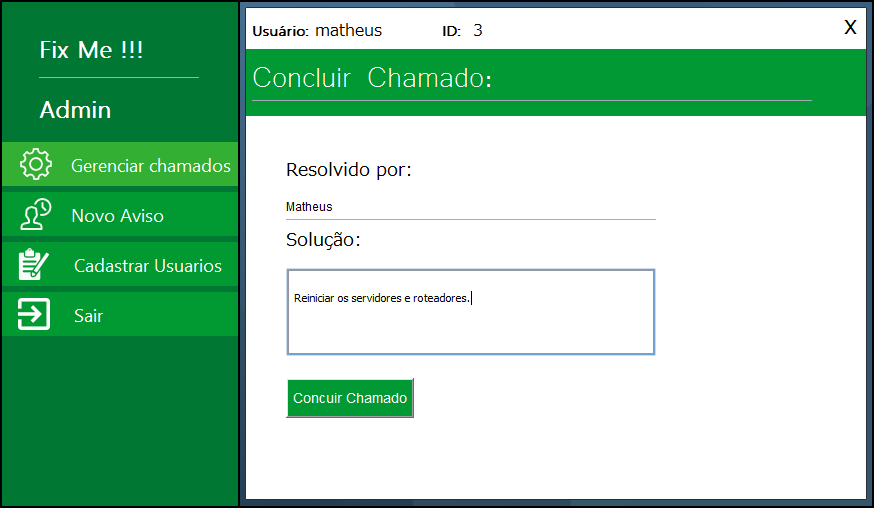 Fix Me !!!
Admin
Gerenciar chamados
Novo Aviso
Cadastrar Usuarios
Sair
Usuário: matheus ID: 3 X
Concluir Chamado:
Resolvido por:
Matheus
Solução:
Reiniciar os servidores e roteadores.
Concuir Chamado